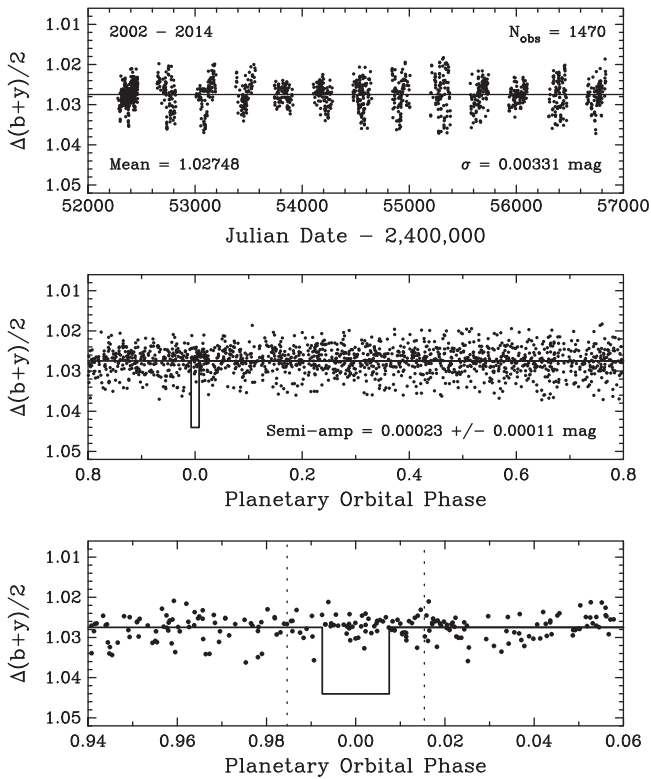 2002 – 2014
N_obs = 1470
Mean = 1.02748
σ = 0.00331 mag
1.01
1.02
1.03
1.04
1.05
Δ(b+y)/2
52000 53000 54000 55000 56000 57000
Julian Date – 2,400,000
1.01
1.02
1.03
1.04
1.05
Δ(b+y)/2
Semi-amp = 0.00023 +/- 0.00011 mag
0.8 0.0 0.2 0.4 0.6 0.8
Planetary Orbital Phase
1.01
1.02
1.03
1.04
1.05
Δ(b+y)/2
0.94 0.96 0.98 0.00 0.02 0.04 0.06
Planetary Orbital Phase